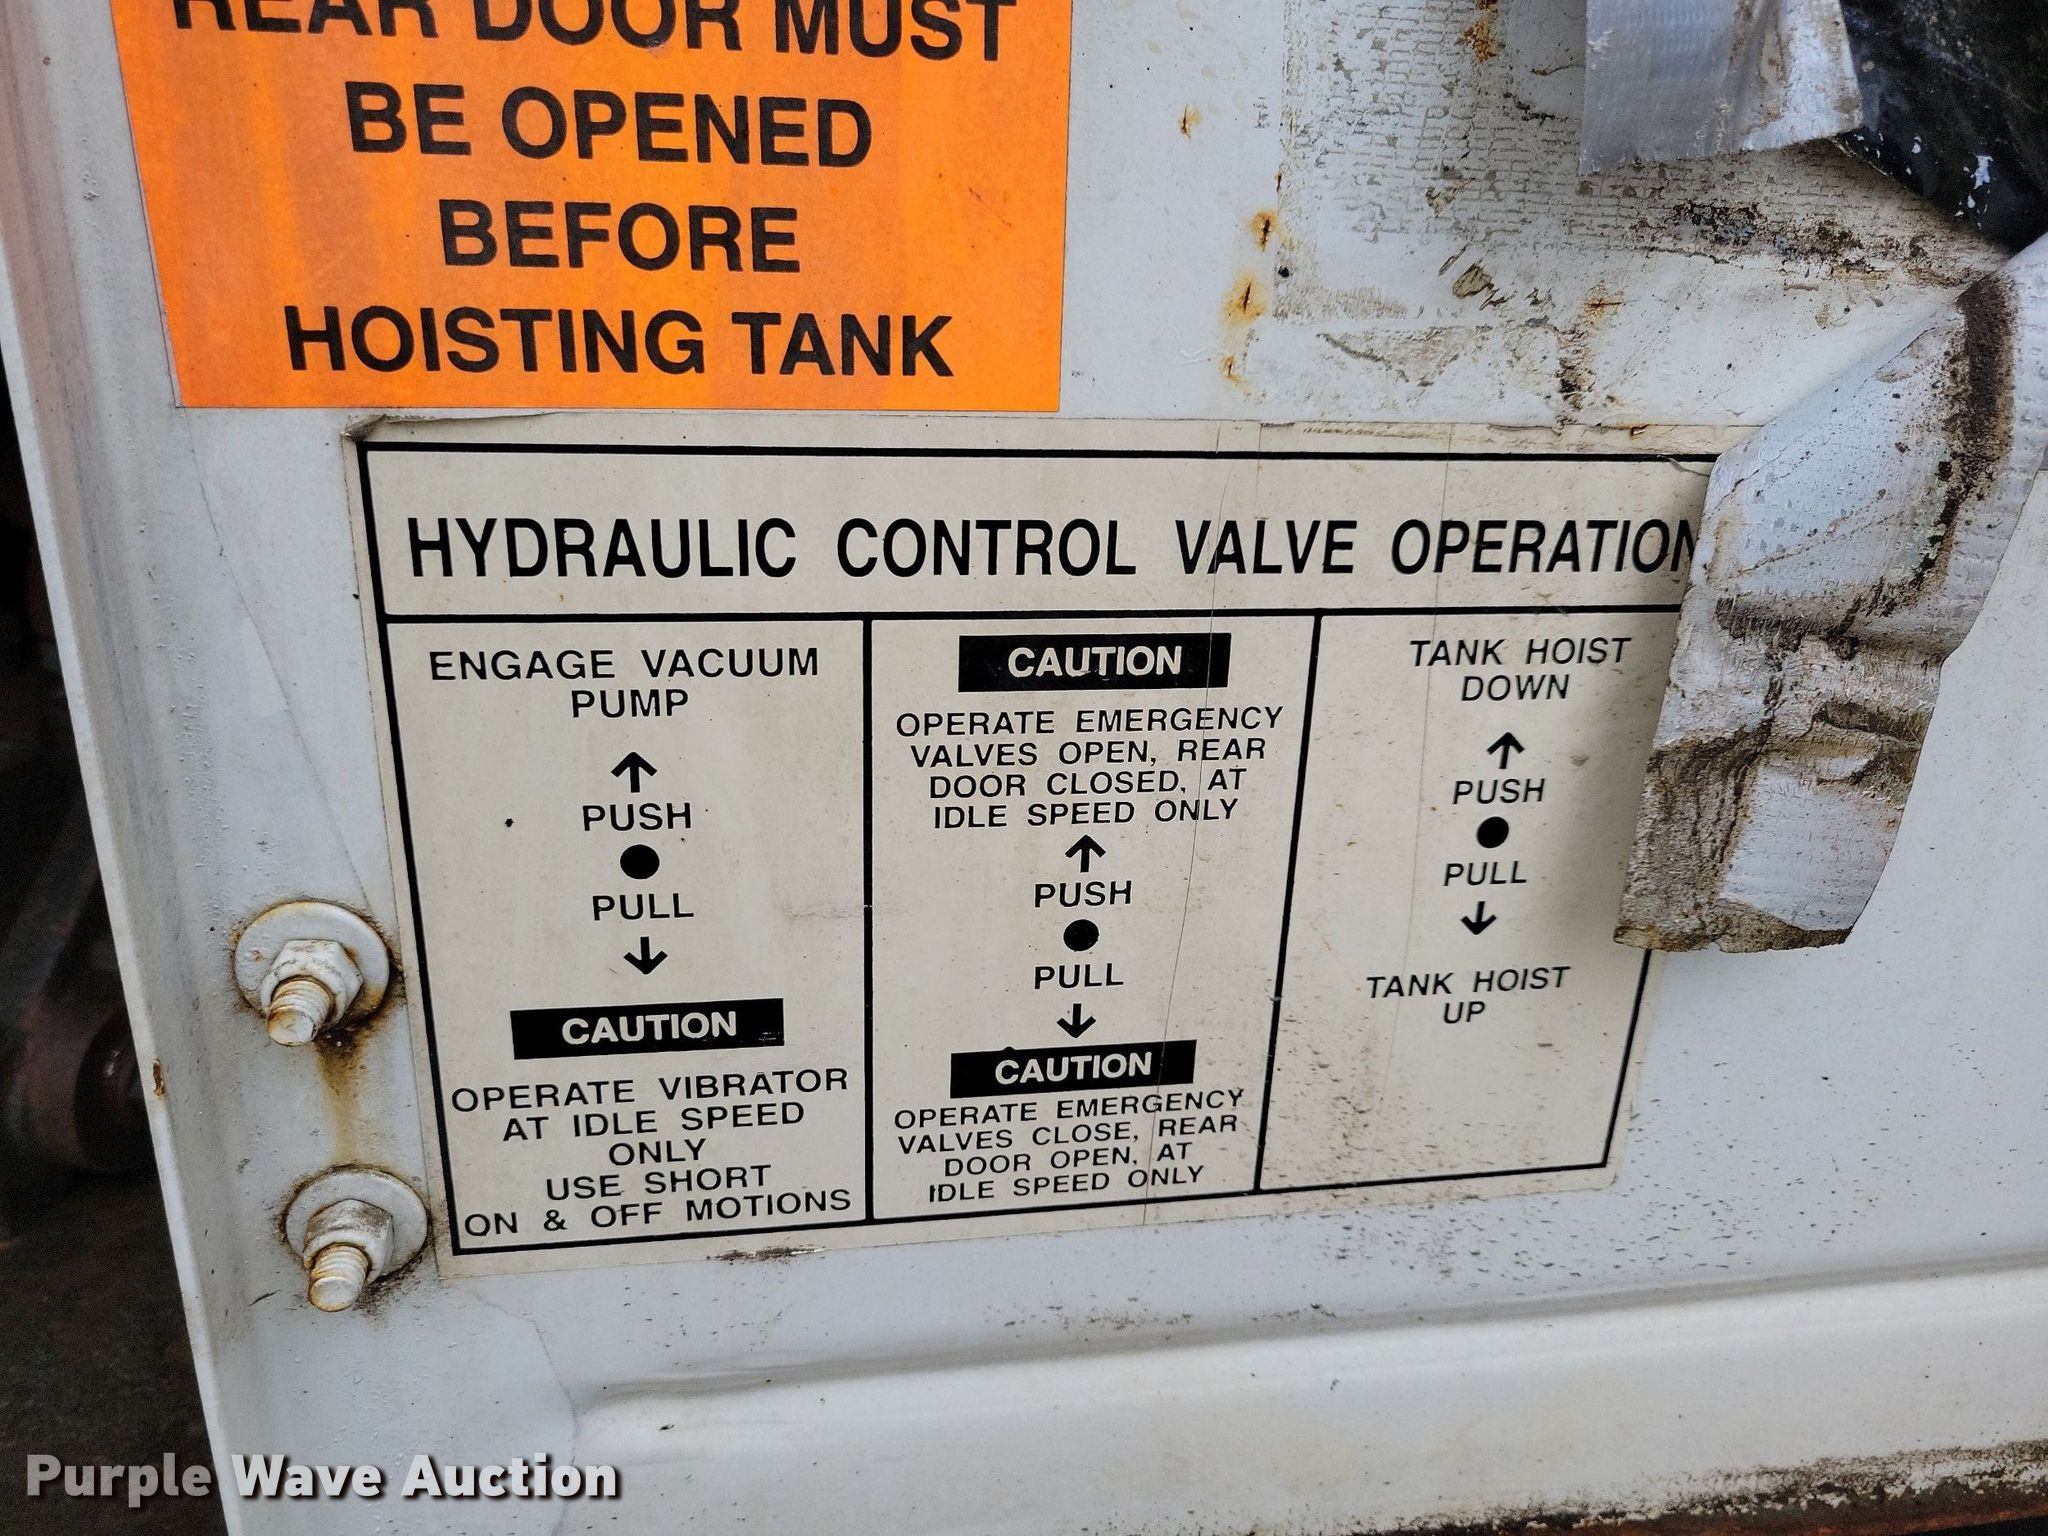 REAR DOOR MUST
BE OPENED
BEFORE
HOISTING TANK
HYDRAULIC CONTROL VALVE OPERATION
ENGAGE VACUUM
PUMP
PUSH
PULL
CAUTION
OPERATE VIBRATOR
AT IDLE SPEED
ONLY
USE SHORT
ON & OFF MOTIONS
CAUTION
OPERATE EMERGENCY
VALVES OPEN, REAR
DOOR CLOSED, AT
IDLE SPEED ONLY
PUSH
PULL
CAUTION
OPERATE EMERGENCY
VALVES CLOSE, REAR
DOOR OPEN, AT
IDLE SPEED ONLY
TANK HOIST
DOWN
PUSH
PULL
TANK HOIST
UP
Purple Wave Auction